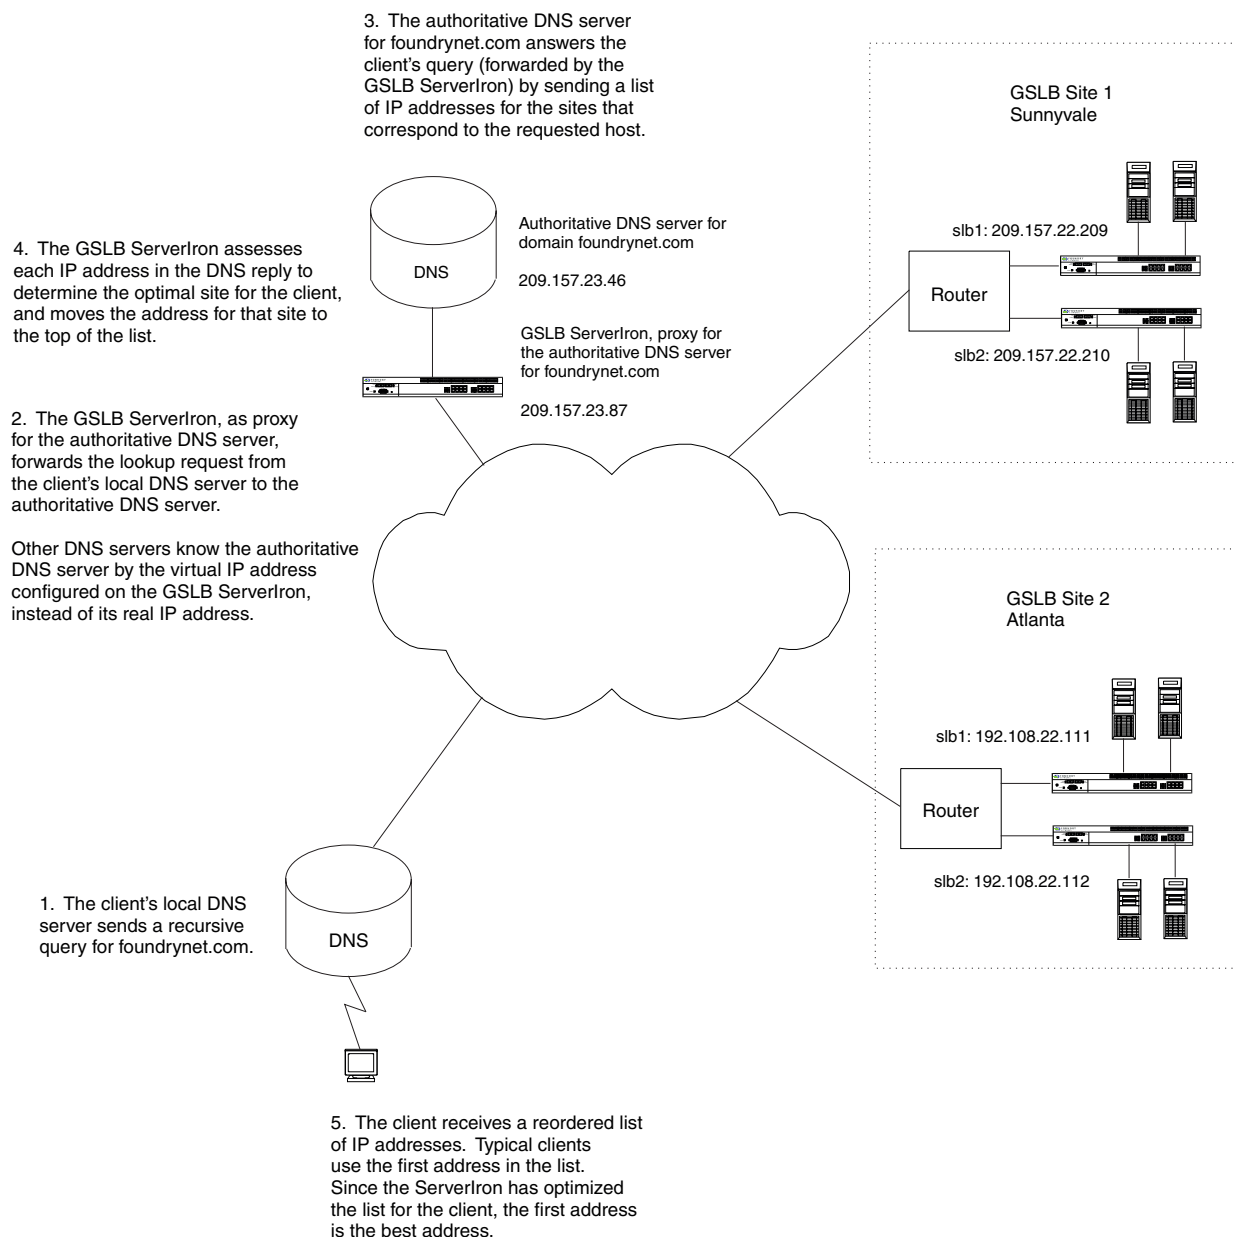 3. The authoritative DNS server
for foundrynet.com answers the
client's query (forwarded by the
GSLB ServerIron) by sending a list
of IP addresses for the sites that
correspond to the requested host.
GSLB Site 1
Sunnyvale
slb1: 209.157.22.209
Router
slb2: 209.157.22.210
Authoritative DNS server for
domain foundrynet.com
209.157.23.46
DNS
GSLB ServerIron, proxy for
the authoritative DNS server
for foundrynet.com
209.157.23.87
4. The GSLB ServerIron assesses
each IP address in the DNS reply to
determine the optimal site for the client,
and moves the address for that site to
the top of the list.
2. The GSLB ServerIron, as proxy
for the authoritative DNS server,
forwards the lookup request from
the client's local DNS server to the
authoritative DNS server.
Other DNS servers know the authoritative
DNS server by the virtual IP address
configured on the GSLB ServerIron,
instead of its real IP address.
GSLB Site 2
Atlanta
slb1: 192.108.22.111
Router
slb2: 192.108.22.112
1. The client's local DNS
server sends a recursive
query for foundrynet.com.
DNS
5. The client receives a reordered list
of IP addresses. Typical clients
use the first address in the list.
Since the ServerIron has optimized
the list for the client, the first address
is the best address.